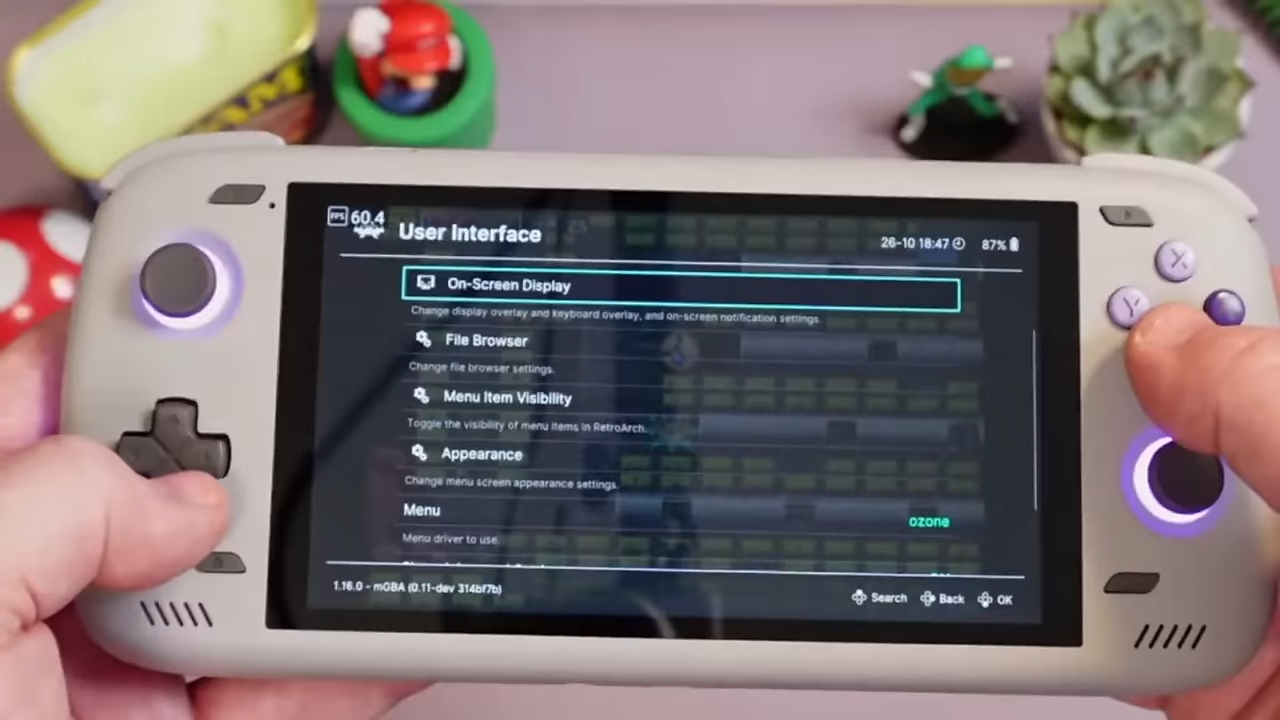 AM
FPS 60.4
User Interface
26-10 18:47
87%
On-Screen Display
Change display overlay and keyboard overlay, and on-screen notification settings.
File Browser
Change file browser settings.
Menu Item Visibility
Toggle the visibility of menu items in RetroArch.
Appearance
Change menu screen appearance settings.
Menu
ozone
Menu driver to use.
1.16.0 - mGBA (0.11-dev 314bf7b)
Search
Back
OK
X
Y